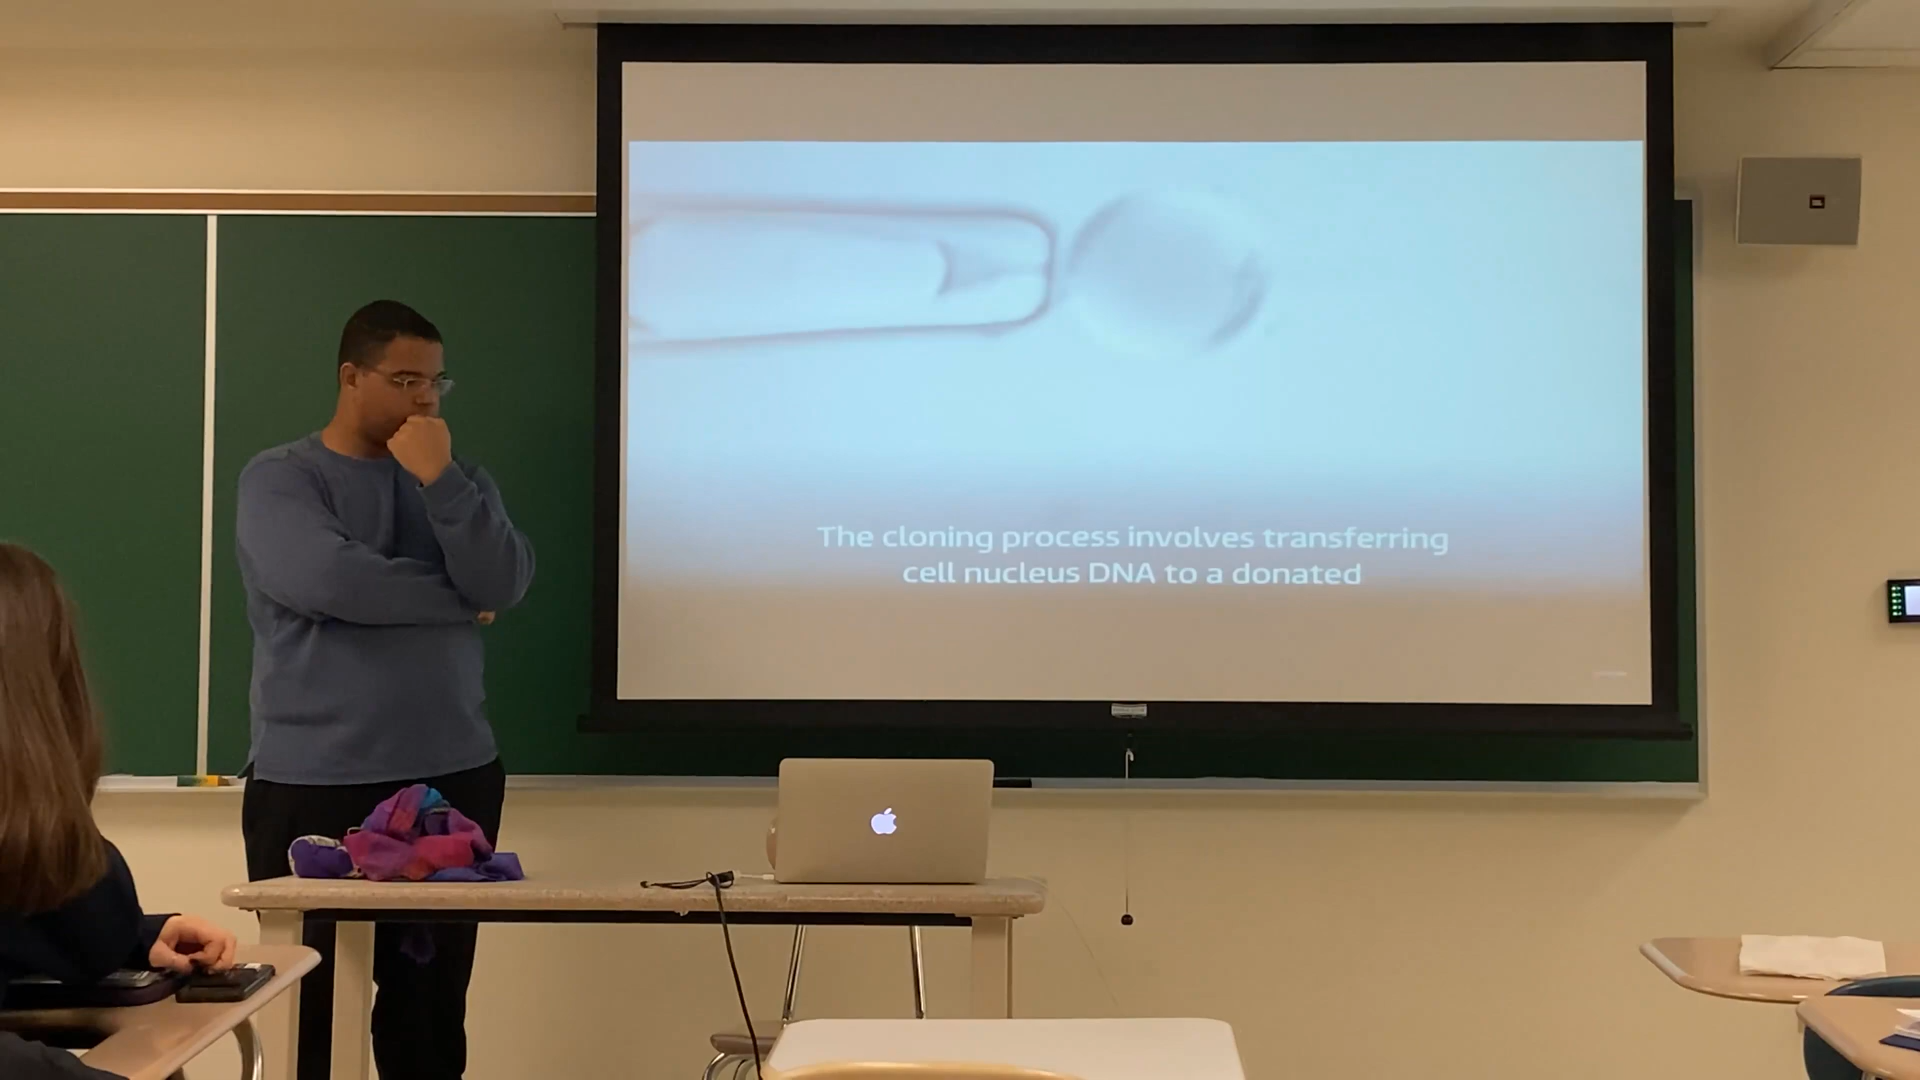 The cloning process involves transferring
cell nucleus DNA to a donated